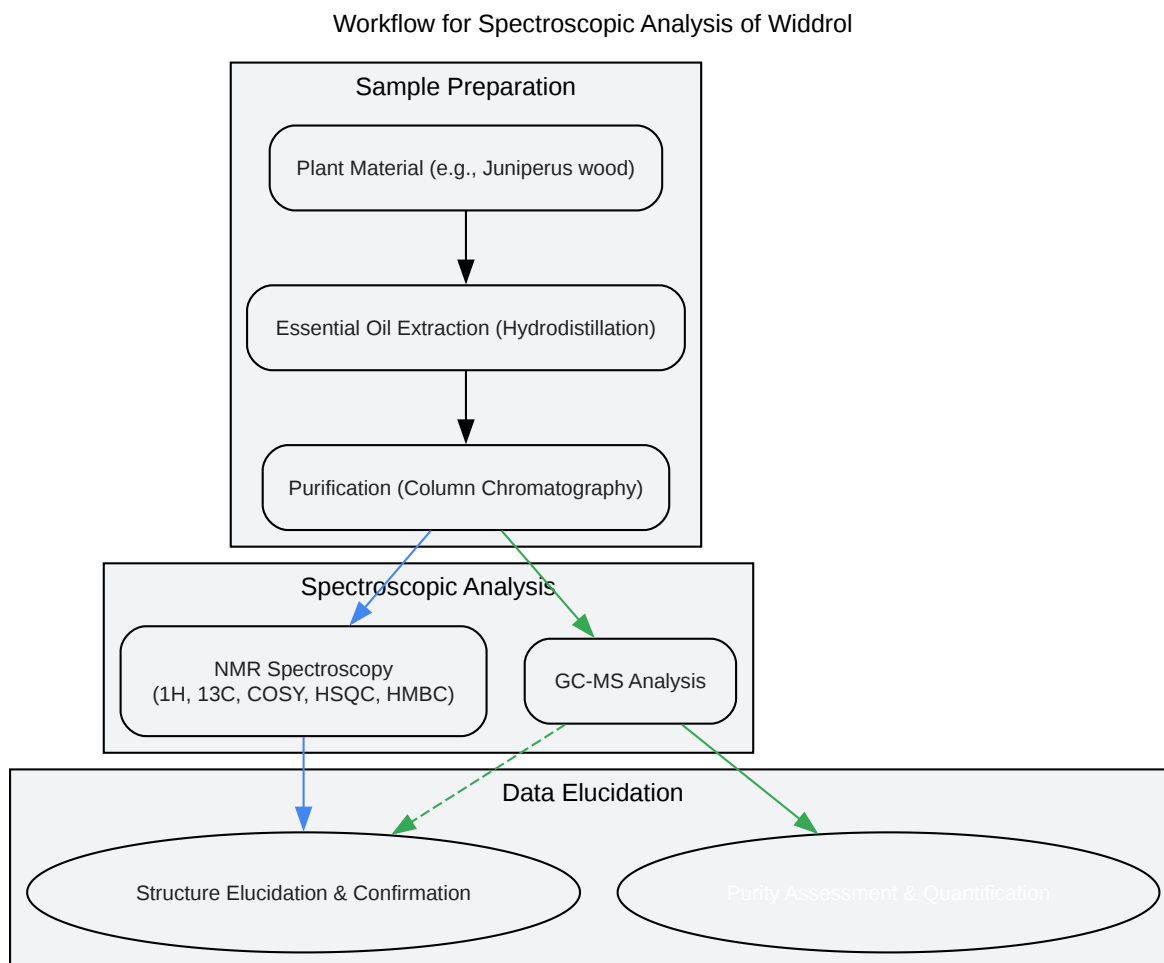 Workflow for Spectroscopic Analysis of Widdrol
Sample Preparation
Plant Material (e.g., Juniperus wood)
Essential Oil Extraction (Hydrodistillation)
Purification (Column Chromatography)
Spectroscopic Analysis
NMR Spectroscopy
(1H, 13C, COSY, HSQC, HMBC)
GC-MS Analysis
Data Elucidation
Structure Elucidation & Confirmation
Purity Assessment & Quantification